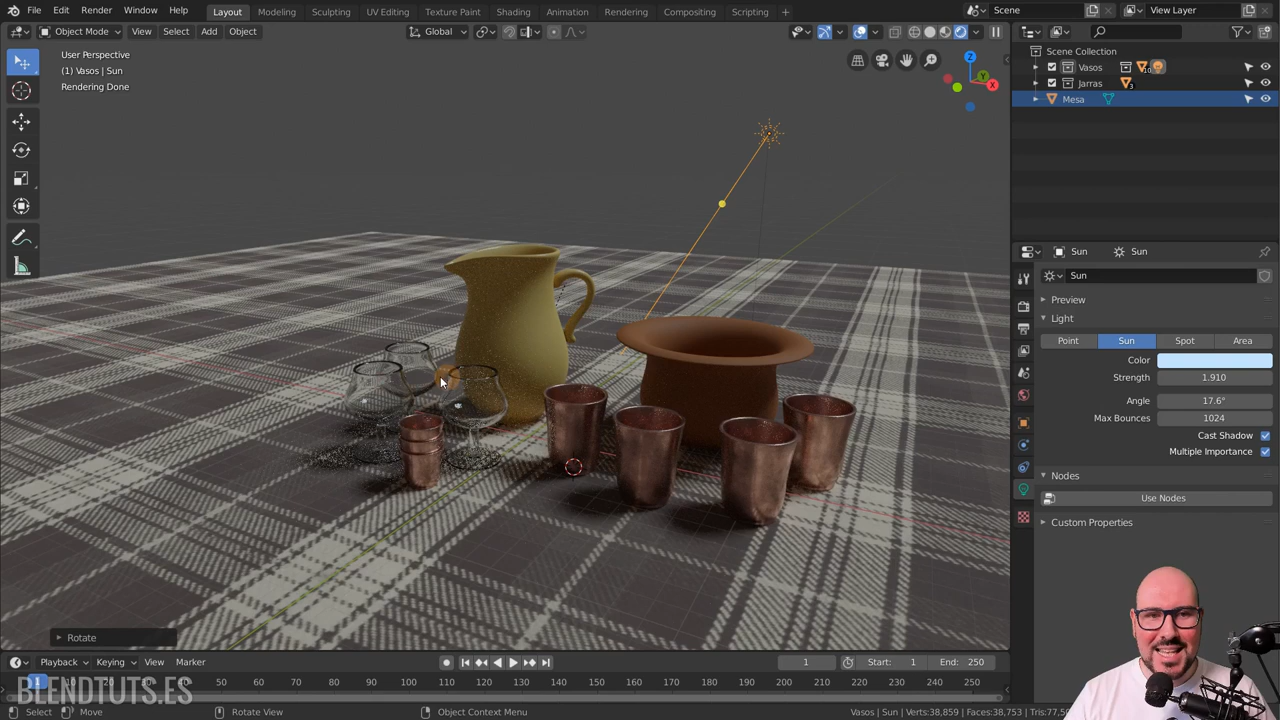 File Edit Render Window Help Layout Modeling Sculpting UV Editing Texture Paint Shading Animation Rendering Compositing Scripting + Scene View Layer
Object Mode View Select Add Object Global
User Perspective
(1) Vasos | Sun
Rendering Done
Z
Y
X
Scene Collection
Vasos
Jarras 3
Mesa
Sun Sun
Sun
Preview
Light
Point Sun Spot Area
Color
Strength 1.910
Angle 17.6°
Max Bounces 1024
Cast Shadow
Multiple Importance
Nodes
Use Nodes
Custom Properties
Rotate
Playback Keying View Marker 1 Start: 1 End: 250
1 10 20 30 40 50 60 70 80 90 100 110 120 130 140 150 160 170 180 190 200 210 220 230 240 250
BLENDTUTS.ES
Select Move Rotate View Object Context Menu Vasos | Sun | Verts:38,859 | Faces:38,753 | Tris:77,5